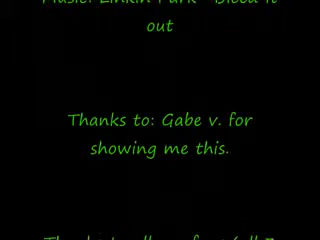 Music: Linkin Park - Bleed it
out
Thanks to: Gabe v. for
showing me this.